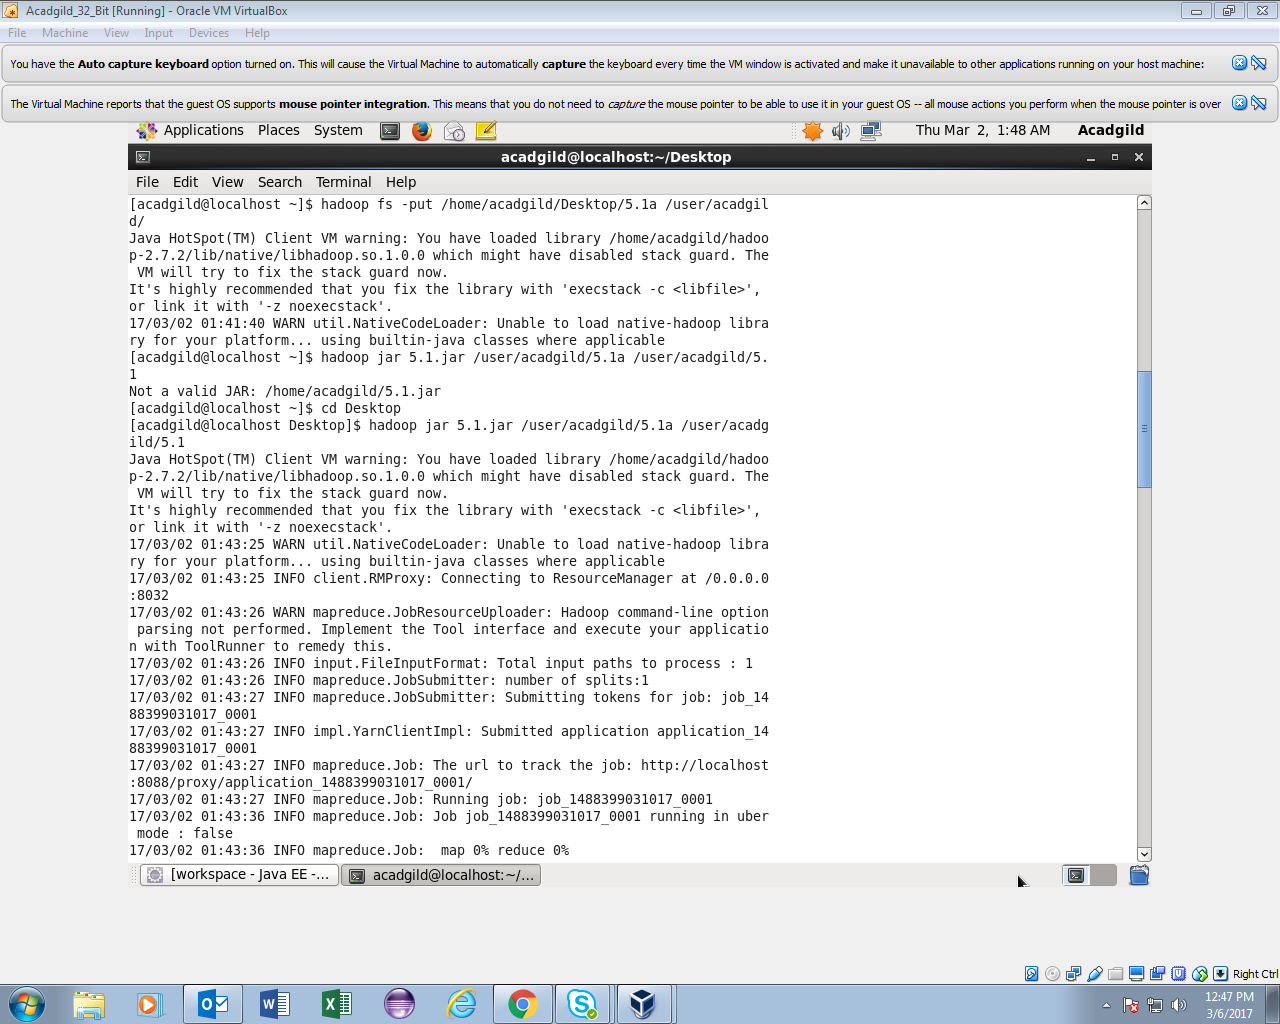 Acadgild_32_Bit [Running] - Oracle VM VirtualBox
File Machine View Input Devices Help
You have the Auto capture keyboard option turned on. This will cause the Virtual Machine to automatically capture the keyboard every time the VM window is activated and make it unavailable to other applications running on your host machine:
The Virtual Machine reports that the guest OS supports mouse pointer integration. This means that you do not need to capture the mouse pointer to be able to use it in your guest OS -- all mouse actions you perform when the mouse pointer is over
Applications Places System Thu Mar 2, 1:48 AM Acadgild
acadgild@localhost:~/Desktop
File Edit View Search Terminal Help
[acadgild@localhost ~]$ hadoop fs -put /home/acadgild/Desktop/5.1a /user/acadgil
d/
Java HotSpot(TM) Client VM warning: You have loaded library /home/acadgild/hadoo
p-2.7.2/lib/native/libhadoop.so.1.0.0 which might have disabled stack guard. The
 VM will try to fix the stack guard now.
It's highly recommended that you fix the library with 'execstack -c <libfile>',
or link it with '-z noexecstack'.
17/03/02 01:41:40 WARN util.NativeCodeLoader: Unable to load native-hadoop libra
ry for your platform... using builtin-java classes where applicable
[acadgild@localhost ~]$ hadoop jar 5.1.jar /user/acadgild/5.1a /user/acadgild/5.
1
Not a valid JAR: /home/acadgild/5.1.jar
[acadgild@localhost ~]$ cd Desktop
[acadgild@localhost Desktop]$ hadoop jar 5.1.jar /user/acadgild/5.1a /user/acadg
ild/5.1
Java HotSpot(TM) Client VM warning: You have loaded library /home/acadgild/hadoo
p-2.7.2/lib/native/libhadoop.so.1.0.0 which might have disabled stack guard. The
 VM will try to fix the stack guard now.
It's highly recommended that you fix the library with 'execstack -c <libfile>',
or link it with '-z noexecstack'.
17/03/02 01:43:25 WARN util.NativeCodeLoader: Unable to load native-hadoop libra
ry for your platform... using builtin-java classes where applicable
17/03/02 01:43:25 INFO client.RMProxy: Connecting to ResourceManager at /0.0.0.0
:8032
17/03/02 01:43:26 WARN mapreduce.JobResourceUploader: Hadoop command-line option
 parsing not performed. Implement the Tool interface and execute your applicatio
n with ToolRunner to remedy this.
17/03/02 01:43:26 INFO input.FileInputFormat: Total input paths to process : 1
17/03/02 01:43:26 INFO mapreduce.JobSubmitter: number of splits:1
17/03/02 01:43:27 INFO mapreduce.JobSubmitter: Submitting tokens for job: job_14
88399031017_0001
17/03/02 01:43:27 INFO impl.YarnClientImpl: Submitted application application_14
88399031017_0001
17/03/02 01:43:27 INFO mapreduce.Job: The url to track the job: http://localhost
:8088/proxy/application_1488399031017_0001/
17/03/02 01:43:27 INFO mapreduce.Job: Running job: job_1488399031017_0001
17/03/02 01:43:36 INFO mapreduce.Job: Job job_1488399031017_0001 running in uber
 mode : false
17/03/02 01:43:36 INFO mapreduce.Job:  map 0% reduce 0%
[workspace - Java EE -... acadgild@localhost:~/...
Right Ctrl
12:47 PM
3/6/2017